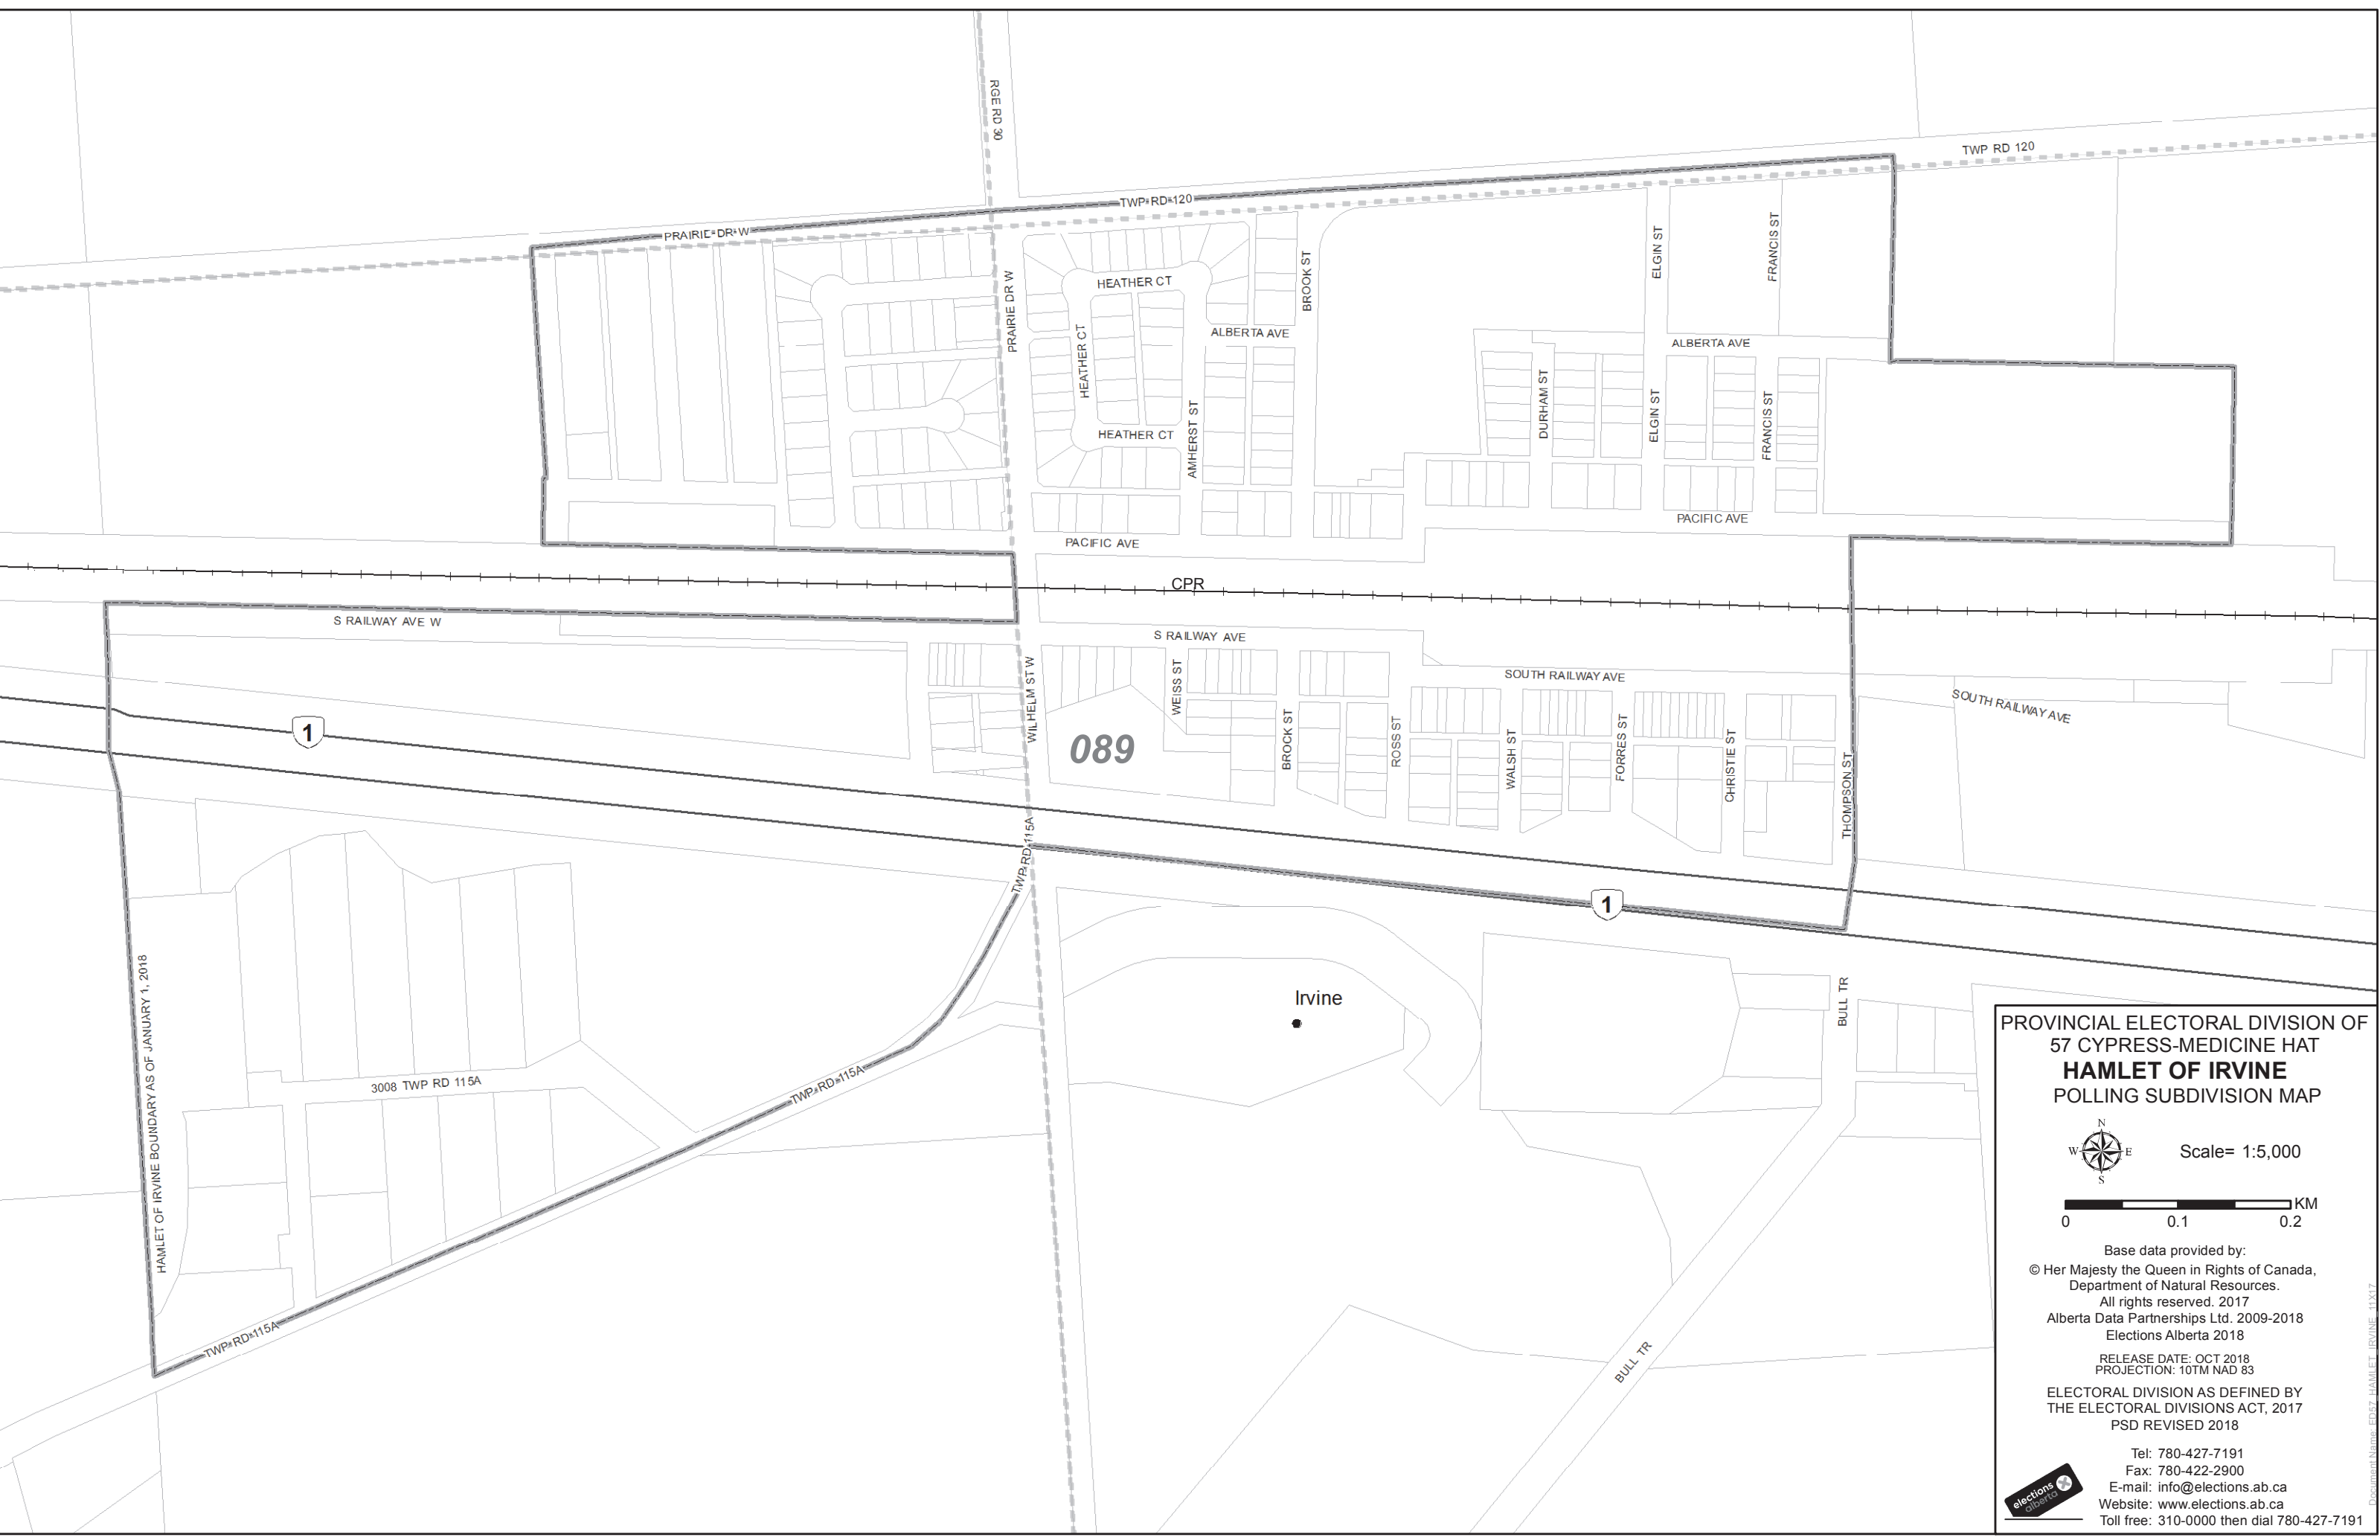 RGE RD 30
TWP RD 120
TWP RD 120
PRAIRIE DR W
PRAIRIE DR W
HEATHER CT
HEATHER CT
HEATHER CT
BROOK ST
ALBERTA AVE
AMHERST ST
ELGIN ST
FRANCIS ST
ALBERTA AVE
DURHAM ST
ELGIN ST
FRANCIS ST
PACIFIC AVE
PACIFIC AVE
CPR
S RAILWAY AVE W
S RAILWAY AVE
SOUTH RAILWAY AVE
SOUTH RAILWAY AVE
WILHELM ST W
WEISS ST
089
BROCK ST
ROSS ST
WALSH ST
FORRES ST
CHRISTIE ST
THOMPSON ST
1
1
TWP RD 115A
Irvine
BULL TR
HAMLET OF IRVINE BOUNDARY AS OF JANUARY 1, 2018
3008 TWP RD 115A
TWP RD 115A
TWP RD 115A
BULL TR
PROVINCIAL ELECTORAL DIVISION OF
57 CYPRESS-MEDICINE HAT
HAMLET OF IRVINE
POLLING SUBDIVISION MAP
N
W E
S
Scale= 1:5,000
KM
0 0.1 0.2
Base data provided by:
© Her Majesty the Queen in Rights of Canada,
Department of Natural Resources.
All rights reserved. 2017
Alberta Data Partnerships Ltd. 2009-2018
Elections Alberta 2018
RELEASE DATE: OCT 2018
PROJECTION: 10TM NAD 83
ELECTORAL DIVISION AS DEFINED BY
THE ELECTORAL DIVISIONS ACT, 2017
PSD REVISED 2018
Tel: 780-427-7191
Fax: 780-422-2900
E-mail: info@elections.ab.ca
Website: www.elections.ab.ca
Toll free: 310-0000 then dial 780-427-7191
elections
alberta
Document Name: ED57_HAMLET_IRVINE_11X17